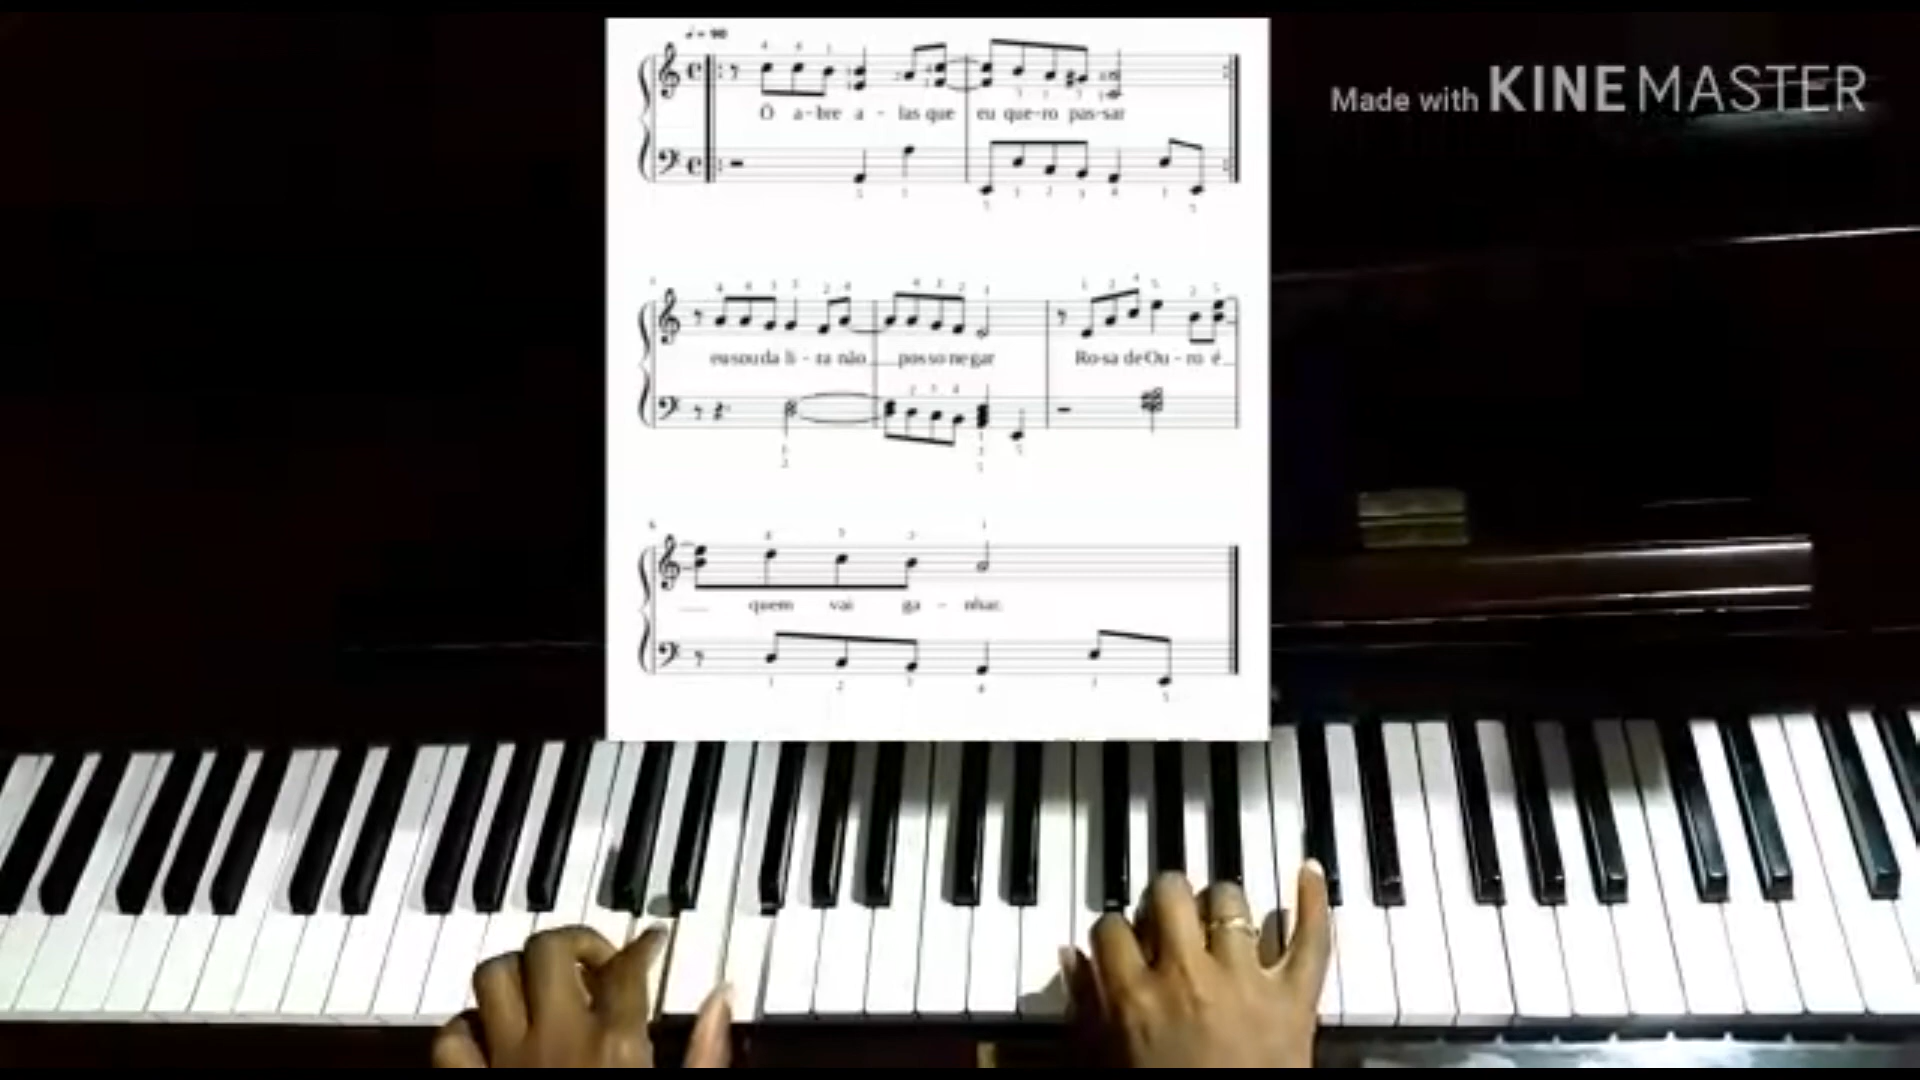 ♩= 90
Made with KINEMASTER
O a-bre a - las que eu que-ro pas-sar
eu sou da li - ra não posso negar Ro-sa de Ou - ro é
quem vai ga - nhar.